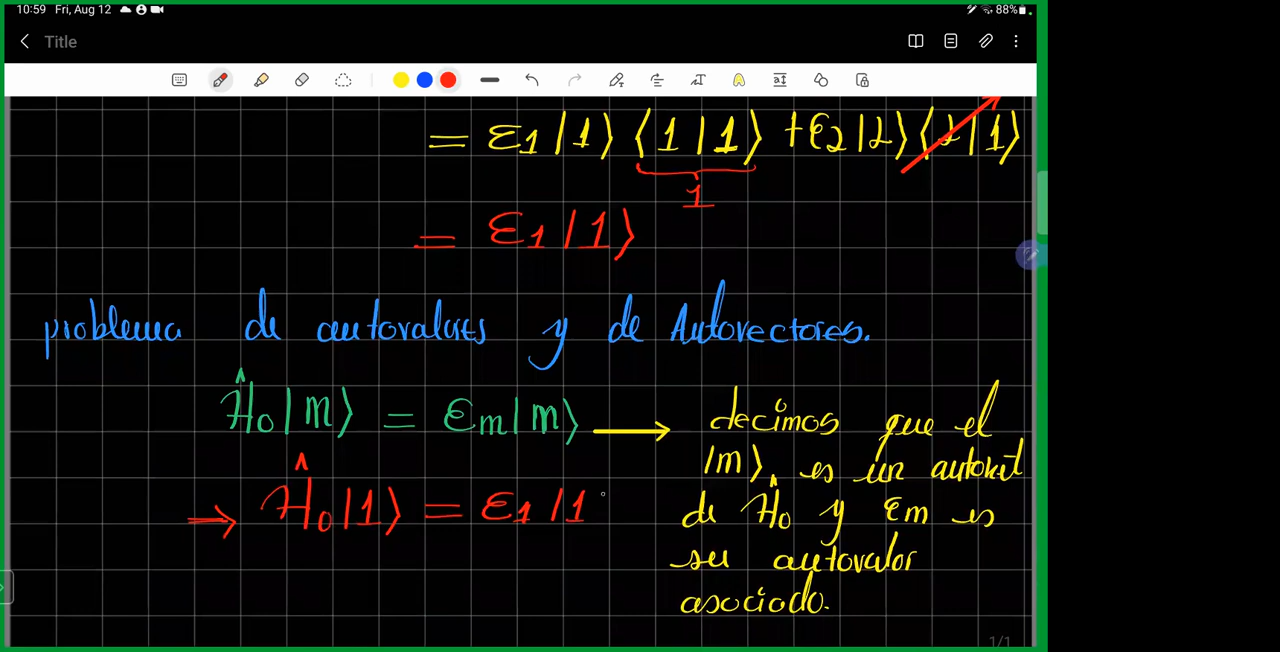 10:59 Fri, Aug 12 88%
Title
= ε1|1⟩⟨1|1⟩ + ε2|2⟩⟨2|1⟩
1
= ε1|1⟩
problema de autovalores y de Autovectores.
Ĥ0|m⟩ = εm|m⟩ ⟶ decimos que el
|m⟩, es un autoket
⇒ Ĥ0|1⟩ = ε1|1
de Ĥ0 y εm es
su autovalor
asociado.
1/1